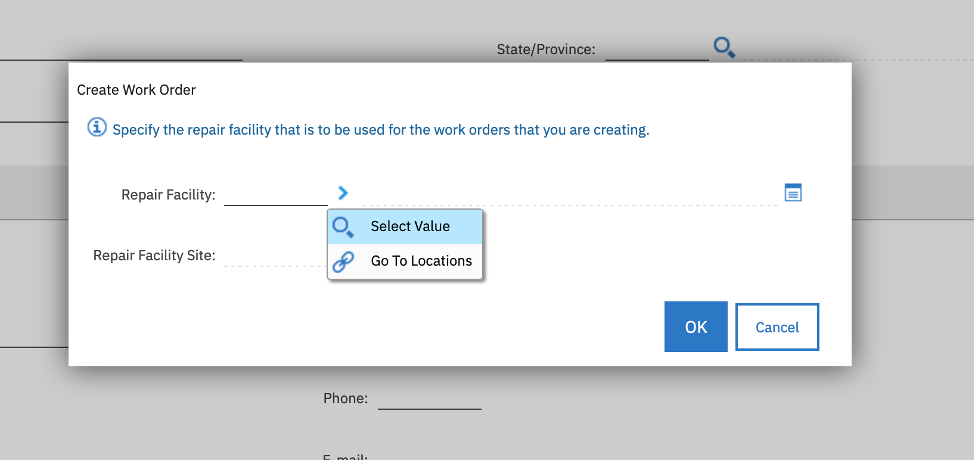 State/Province:
Create Work Order
Specify the repair facility that is to be used for the work orders that you are creating.
Repair Facility:
Select Value
Repair Facility Site:
Go To Locations
OK
Cancel
Phone:
E-mail: